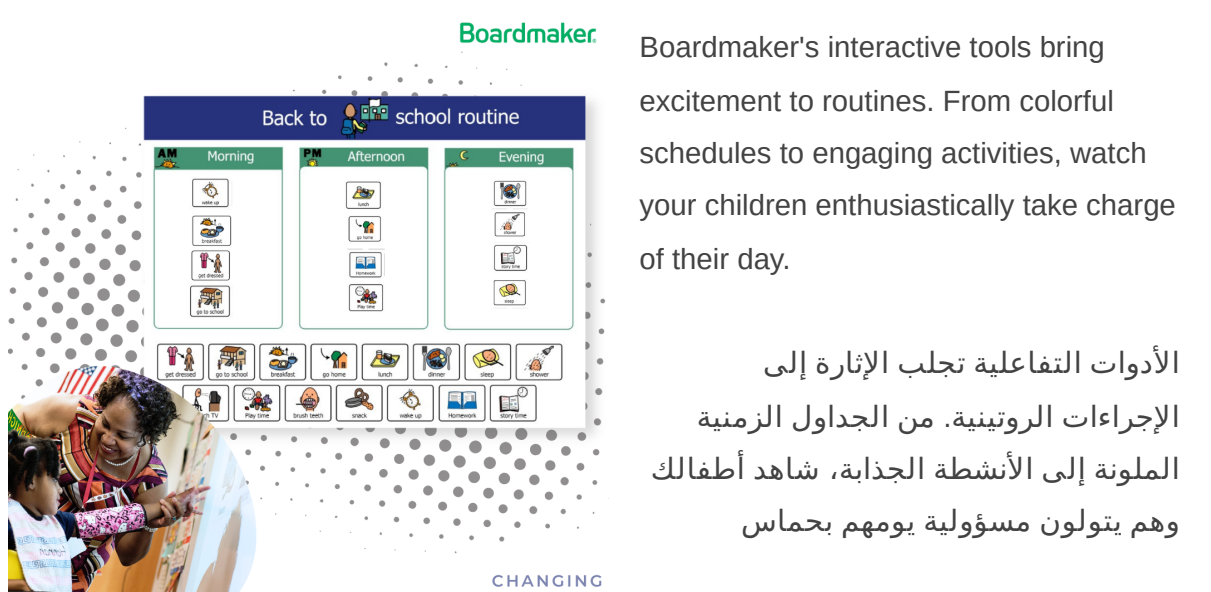 Boardmaker
Back to school routine
AM Morning
wake up
breakfast
get dressed
go to school
PM Afternoon
lunch
go home
Homework
Play time
Evening
dinner
shower
story time
sleep
get dressed go to school breakfast go home lunch dinner sleep shower
TV Play time brush teeth snack wake up Homework story time
CHANGING
Boardmaker's interactive tools bring
excitement to routines. From colorful
schedules to engaging activities, watch
your children enthusiastically take charge
of their day.
الأدوات التفاعلية تجلب الإثارة إلى
الإجراءات الروتينية. من الجداول الزمنية
الملونة إلى الأنشطة الجذابة، شاهد أطفالك
وهم يتولون مسؤولية يومهم بحماس